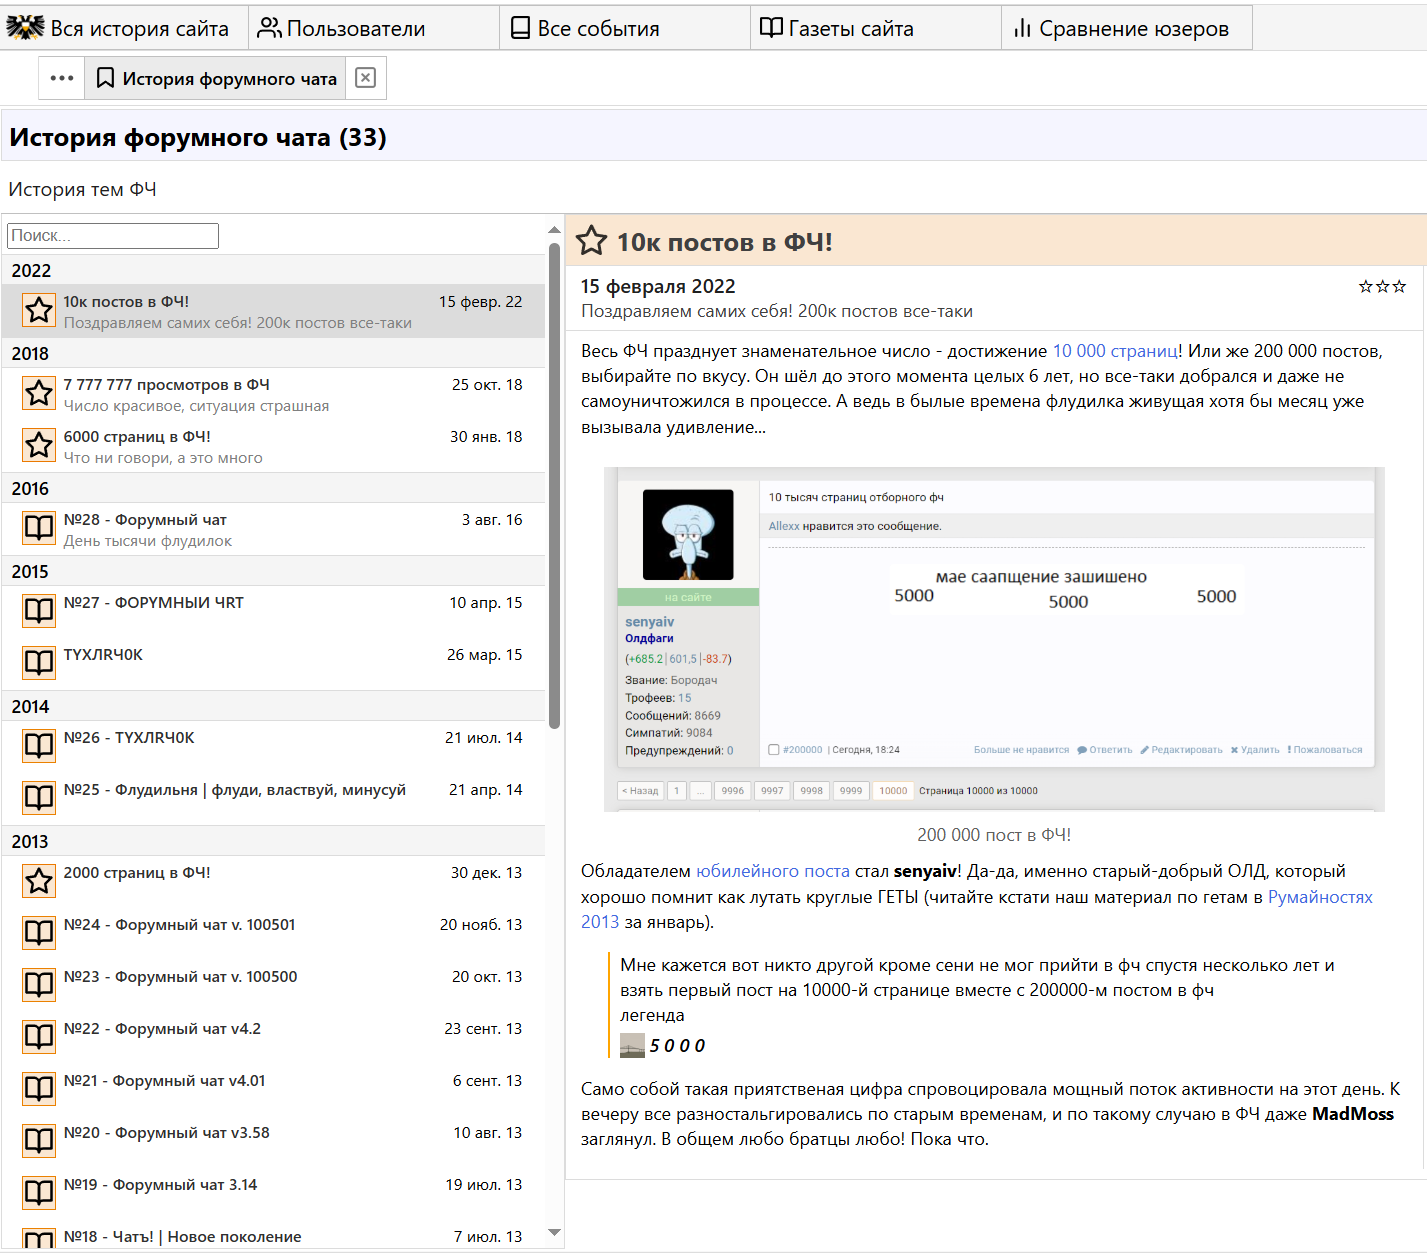 Вся история сайта
Пользователи
Все события
Газеты сайта
Сравнение юзеров
История форумного чата
История форумного чата (33)
История тем ФЧ
Поиск...
2022
10к постов в ФЧ!
15 февр. 22
Поздравляем самих себя! 200к постов все-таки
2018
7 777 777 просмотров в ФЧ
25 окт. 18
Число красивое, ситуация страшная
6000 страниц в ФЧ!
30 янв. 18
Что ни говори, а это много
2016
№28 - Форумный чат
3 авг. 16
День тысячи флудилок
2015
№27 - ФОРYМНЫИ ЧRT
10 апр. 15
TYXЛRЧ0K
26 мар. 15
2014
№26 - TYXЛRЧ0K
21 июл. 14
№25 - Флудильня | флуди, властвуй, минусуй
21 апр. 14
2013
2000 страниц в ФЧ!
30 дек. 13
№24 - Форумный чат v. 100501
20 нояб. 13
№23 - Форумный чат v. 100500
20 окт. 13
№22 - Форумный чат v4.2
23 сент. 13
№21 - Форумный чат v4.01
6 сент. 13
№20 - Форумный чат v3.58
10 авг. 13
№19 - Форумный чат 3.14
19 июл. 13
№18 - Чатъ! | Новое поколение
7 июл. 13
10к постов в ФЧ!
15 февраля 2022
Поздравляем самих себя! 200к постов все-таки
Весь ФЧ празднует знаменательное число - достижение 10 000 страниц! Или же 200 000 постов,
выбирайте по вкусу. Он шёл до этого момента целых 6 лет, но все-таки добрался и даже не
самоуничтожился в процессе. А ведь в былые времена флудилка живущая хотя бы месяц уже
вызывала удивление...
10 тысяч страниц отборного фч
Allexx нравится это сообщение.
мае саапщение зашишено
5000
5000
5000
на сайте
senyaiv
Олдфаги
(+685.2|601,5|-83.7)
Звание: Бородач
Трофеев: 15
Сообщений: 8669
Симпатий: 9084
Предупреждений: 0
#200000 | Сегодня, 18:24
Больше не нравится Ответить Редактировать Удалить Пожаловаться
< Назад 1 ... 9996 9997 9998 9999 10000 Страница 10000 из 10000
200 000 пост в ФЧ!
Обладателем юбилейного поста стал senyaiv! Да-да, именно старый-добрый ОЛД, который
хорошо помнит как лутать круглые ГЕТЫ (читайте кстати наш материал по гетам в Румайностях
2013 за январь).
Мне кажется вот никто другой кроме сени не мог прийти в фч спустя несколько лет и
взять первый пост на 10000-й странице вместе с 200000-м постом в фч
легенда
5 0 0 0
Само собой такая приятственая цифра спровоцировала мощный поток активности на этот день. К
вечеру все разностальгировались по старым временам, и по такому случаю в ФЧ даже MadMoss
заглянул. В общем любо братцы любо! Пока что.